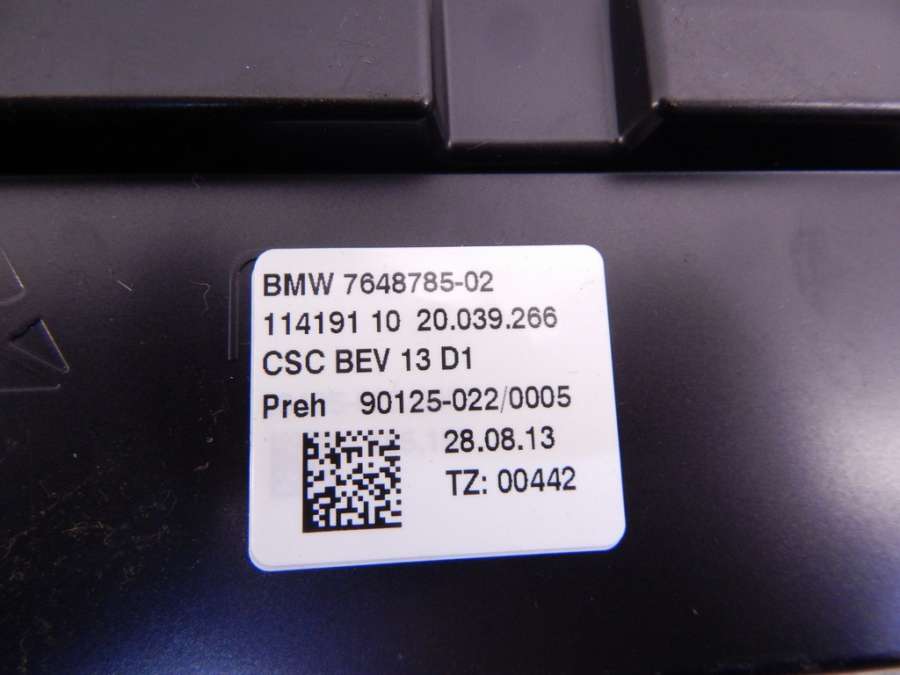 BMW 7648785-02
114191 10 20.039.266
CSC BEV 13 D1
Preh 90125-022/0005
28.08.13
TZ: 00442